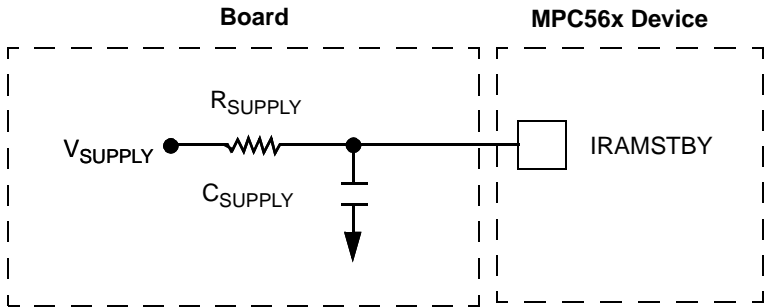 Board
MPC56x Device
RSUPPLY
VSUPPLY
IRAMSTBY
CSUPPLY